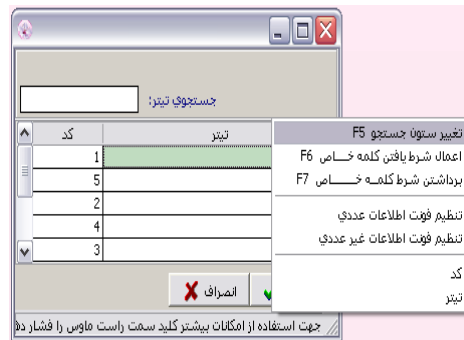 جستجوي تيتر:
تيتر کد
1
5
2
4
3
انصراف
جهت استفاده از امکانات بيشتر کليد سمت راست ماوس را فشار
تغيير ستون جستجو F5
اعمال شرط يافتن کلمه خـــاص F6
برداشتن شرط کلمـه خـــــاص F7
تنظيم فونت اطلاعات عددي
تنظيم فونت اطلاعات غير عددي
کد
تيتر